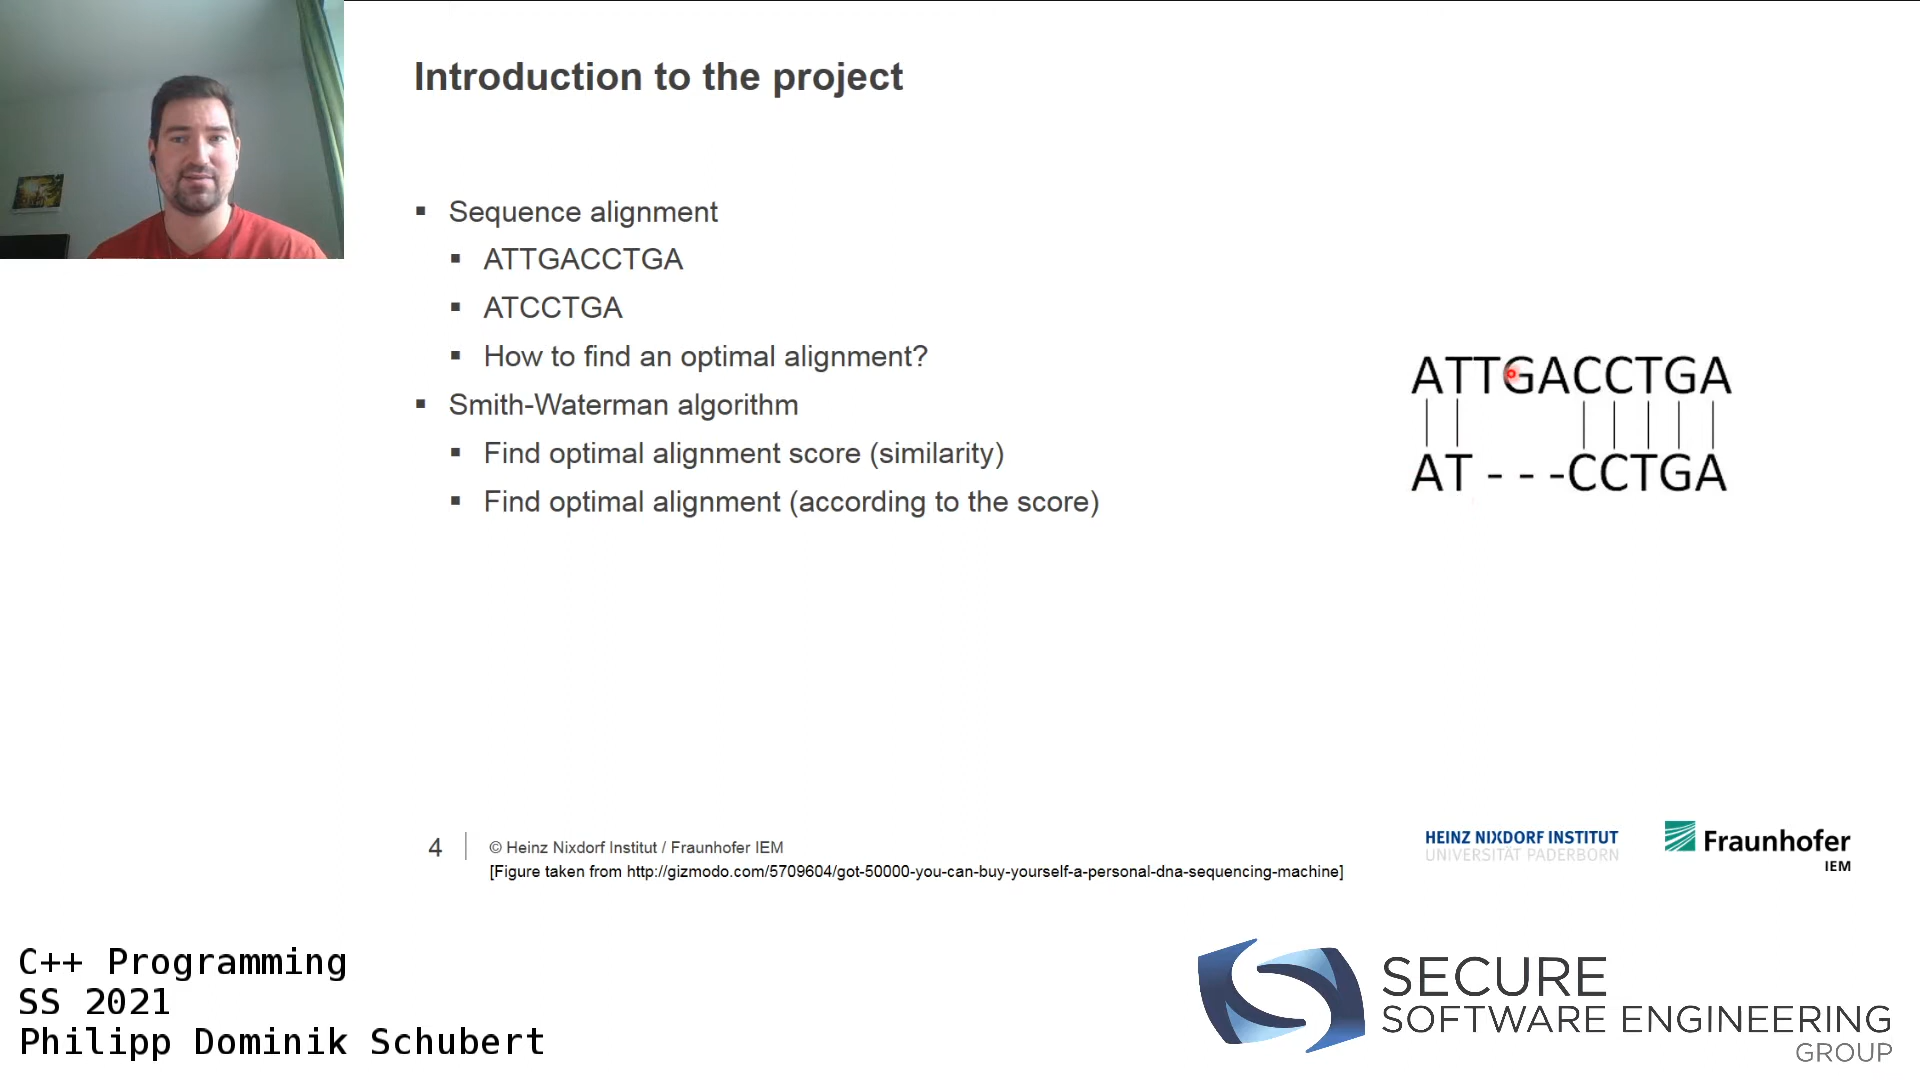 Introduction to the project
Sequence alignment
ATTGACCTGA
ATCCTGA
How to find an optimal alignment?
Smith-Waterman algorithm
Find optimal alignment score (similarity)
Find optimal alignment (according to the score)
ATTGACCTGA
AT - - -CCTGA
4
© Heinz Nixdorf Institut / Fraunhofer IEM
[Figure taken from http://gizmodo.com/5709604/got-50000-you-can-buy-yourself-a-personal-dna-sequencing-machine]
HEINZ NIXDORF INSTITUT
UNIVERSITÄT PADERBORN
Fraunhofer
IEM
C++ Programming
SS 2021
Philipp Dominik Schubert
SECURE
SOFTWARE ENGINEERING
GROUP